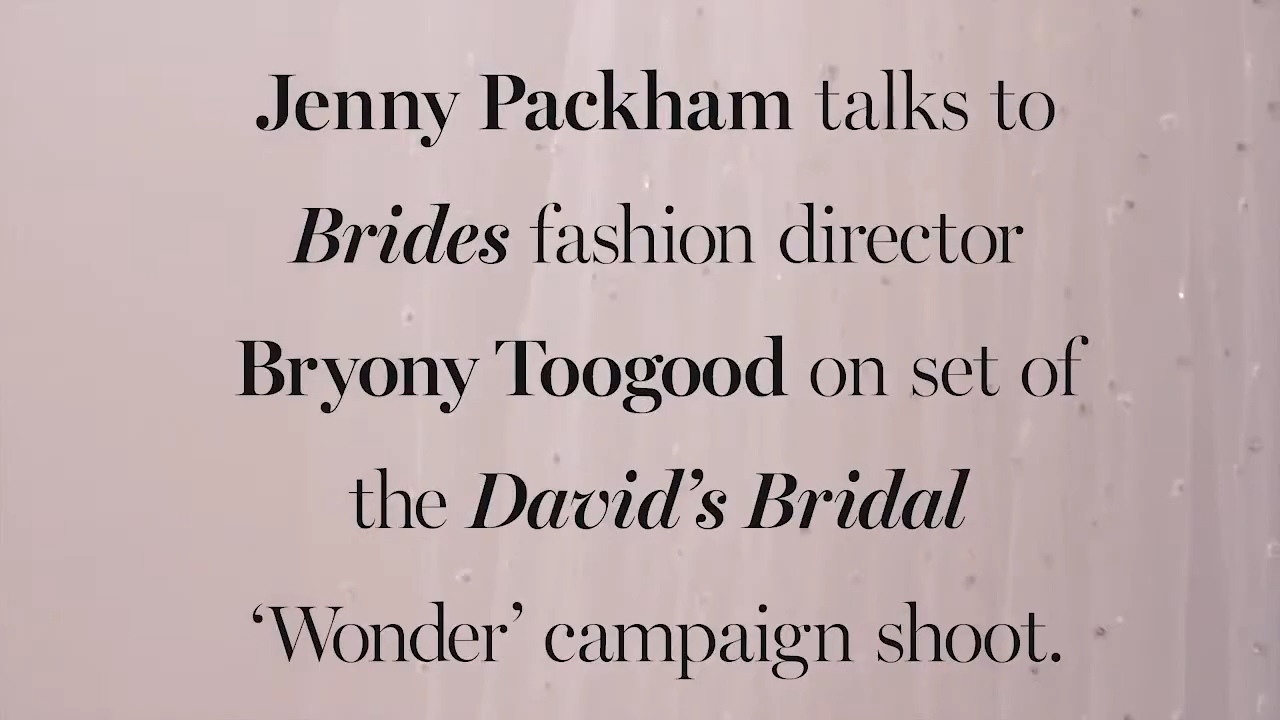 Jenny Packham talks to
Brides fashion director
Bryony Toogood on set of
the David’s Bridal
‘Wonder’ campaign shoot.